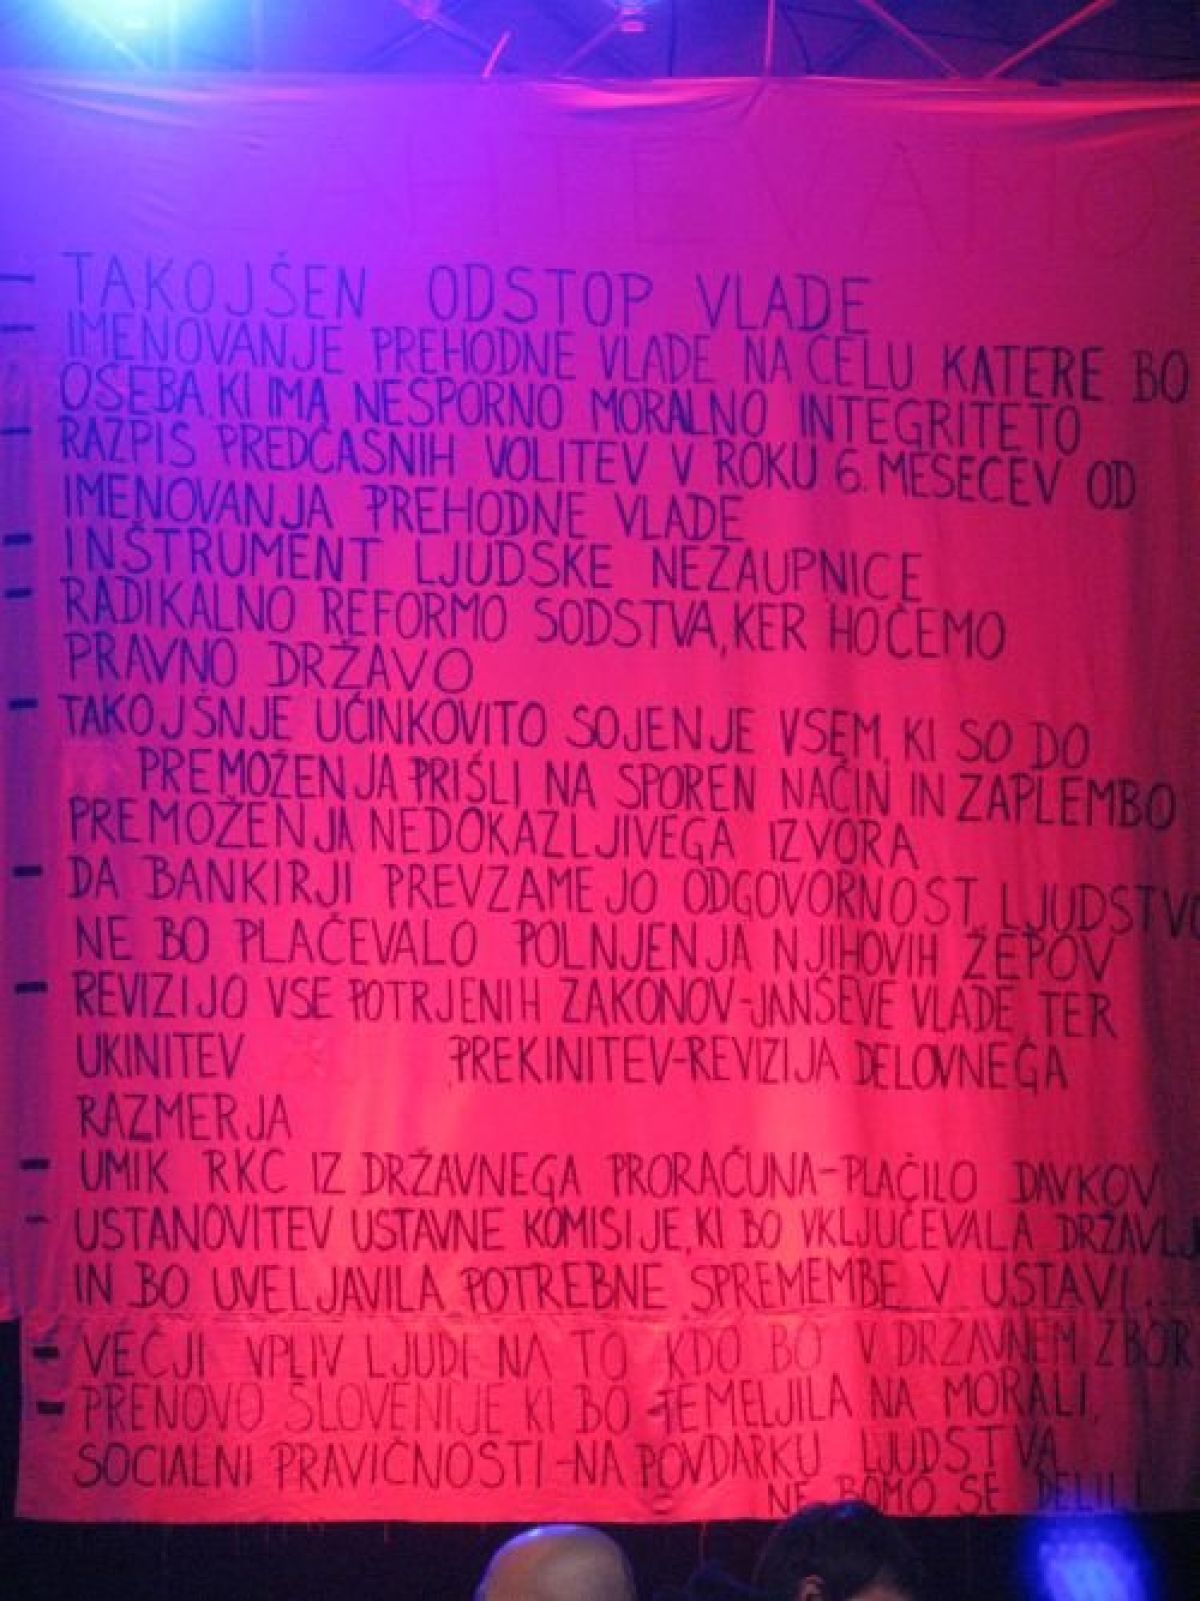 ZAHTEVAMO
- TAKOJŠEN ODSTOP VLADE
- IMENOVANJE PREHODNE VLADE NA ČELU KATERE BO
OSEBA, KI IMA NESPORNO MORALNO INTEGRITETO
- RAZPIS PREDČASNIH VOLITEV V ROKU 6. MESECEV OD
IMENOVANJA PREHODNE VLADE
- INŠTRUMENT LJUDSKE NEZAUPNICE
- RADIKALNO REFORMO SODSTVA, KER HOČEMO
PRAVNO DRŽAVO
- TAKOJŠNJE UČINKOVITO SOJENJE VSEM, KI SO DO
PREMOŽENJA PRIŠLI NA SPOREN NAČIN IN ZAPLEMBO
PREMOŽENJA NEDOKAZLJIVEGA IZVORA
- DA BANKIRJI PREVZAMEJO ODGOVORNOST, LJUDSTVO
NE BO PLAČEVALO POLNJENJA NJIHOVIH ŽEPOV
- REVIZIJO VSE POTRJENIH ZAKONOV-JANŠEVE VLADE TER
UKINITEV PREKINITEV-REVIZIJA DELOVNEGA
RAZMERJA
- UMIK RKC IZ DRŽAVNEGA PRORAČUNA-PLAČILO DAVKOV
- USTANOVITEV USTAVNE KOMISIJE, KI BO VKLJUČEVALA DRŽAVLJ
IN BO UVELJAVILA POTREBNE SPREMEMBE V USTAVI.
- VEČJI VPLIV LJUDI NA TO KDO BO V DRŽAVNEM ZBOR
- PRENOVO SLOVENIJE KI BO TEMELJILA NA MORALI,
SOCIALNI PRAVIČNOSTI-NA POVDARKU LJUDSTVA
NE BOMO SE DELILI